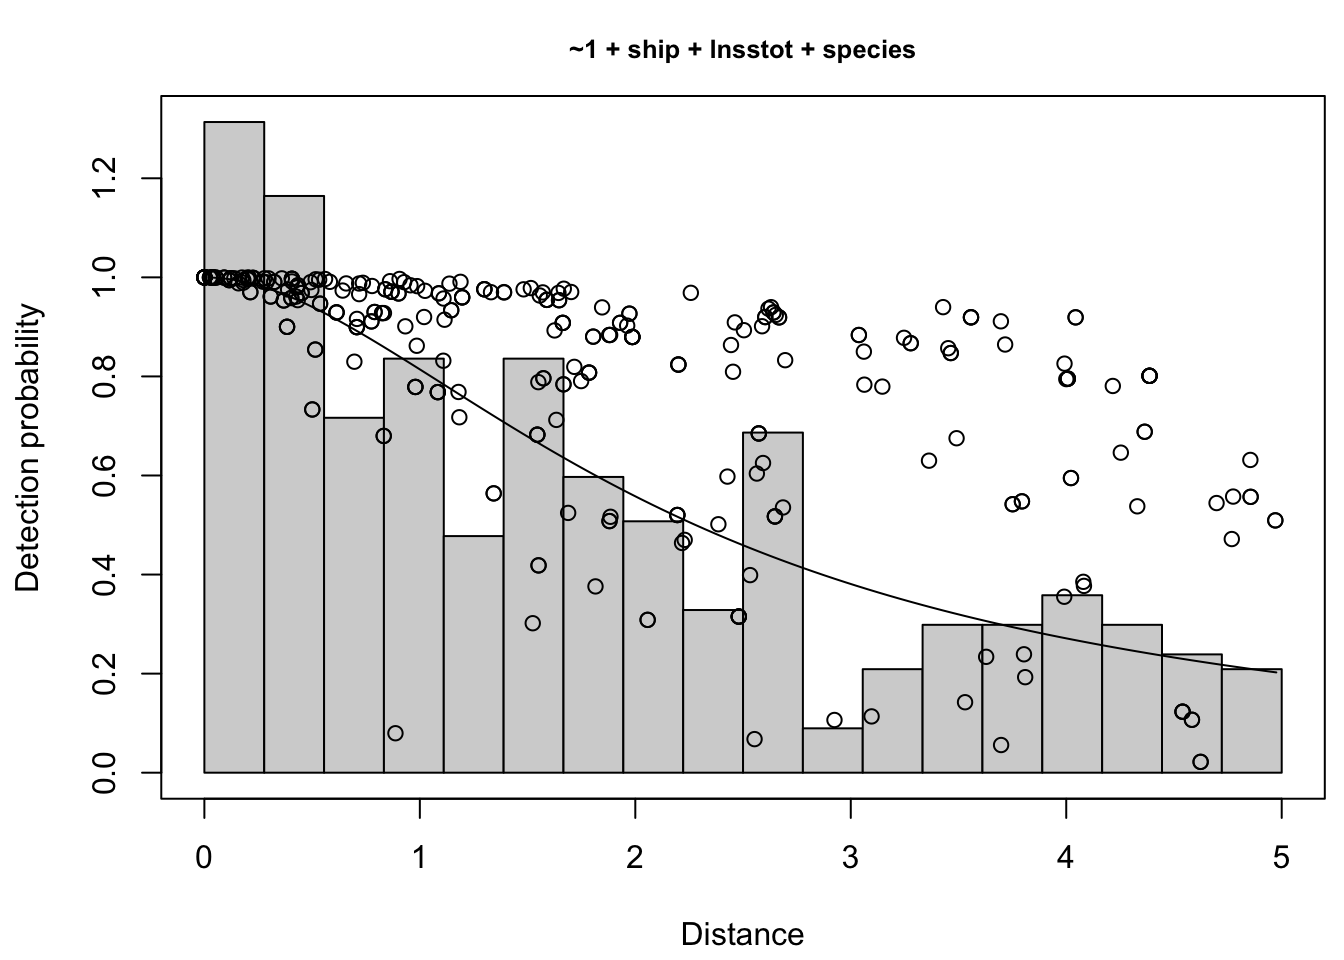 ~1 + ship + lnsstot + species
Detection probability
1.2
1.0
0.8
0.6
0.4
0.2
0.0
0 1 2 3 4 5
Distance